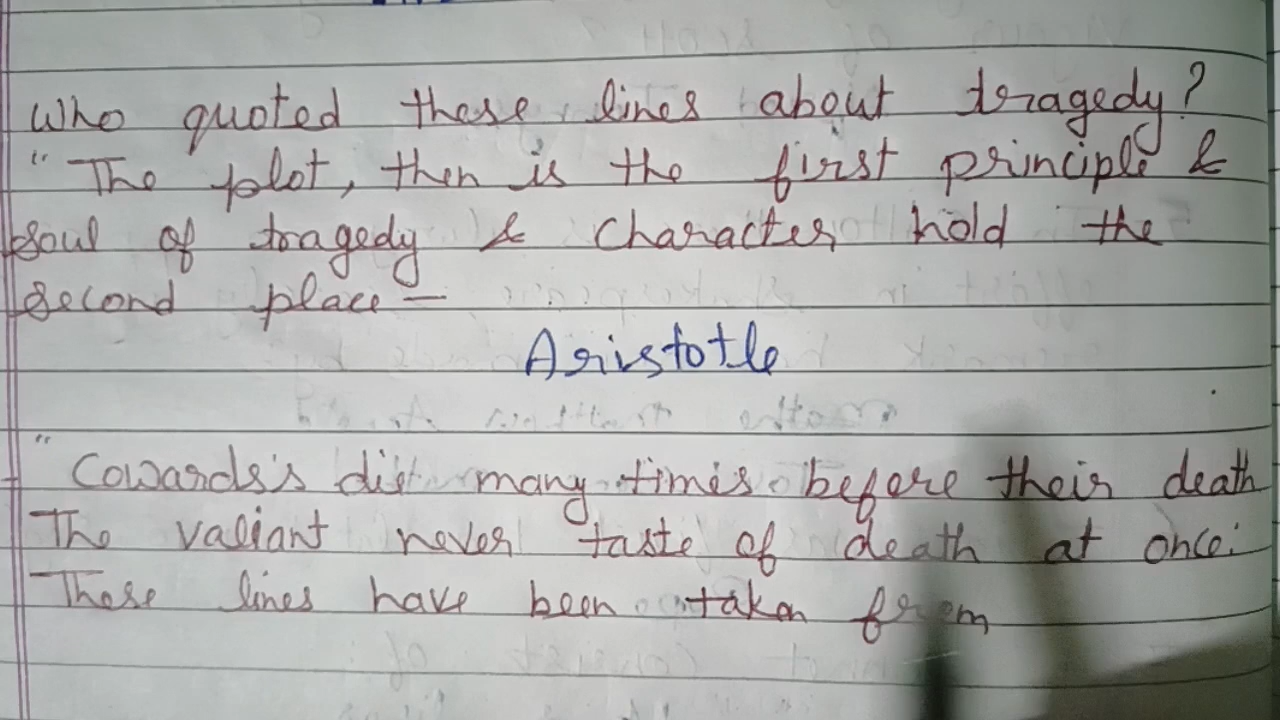 Who quoted these lines about tragedy?
"The plot, then is the first principle &
soul of tragedy & character hold the
second place —
Aristotle
"Cowards's die many times before their death
The valiant never taste of death at once.
These lines have been taken from